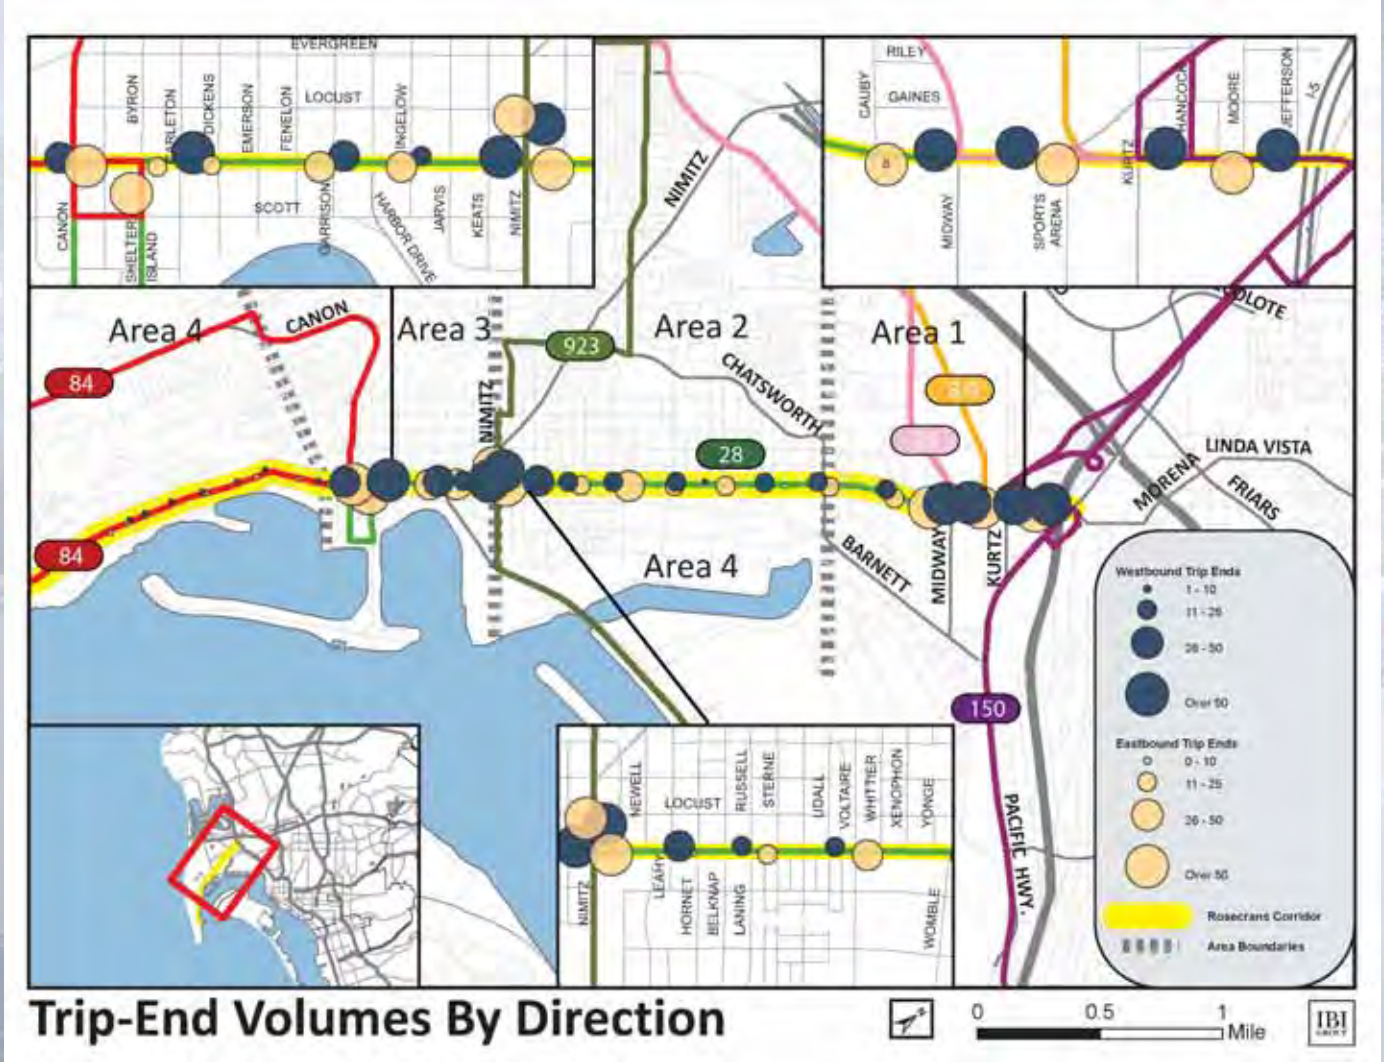 EVERGREEN
BYRON
DICKENS
EMERSON
FENELON
LOCUST
INGELOW
CANON
SHELTER
ISLAND
SCOTT
GARRISON
HARBOR DRIVE
JARVIS
KEATS
NIMITZ
NIMITZ
RILEY
CAUBY
GAINES
MIDWAY
SPORTS
ARENA
KURTZ
HANCOCK
MOORE
JEFFERSON
I-5
8
Area 4
CANON
Area 3
923
Area 2
Area 1
84
NIMITZ
CHATSWORTH
28
LINDA VISTA
MORENA
FRIARS
84
Area 4
BARNETT
MIDWAY
KURTZ
150
PACIFIC HWY.
NEWELL
LOCUST
RUSSELL
STERNE
UDALL
VOLTAIRE
WHITTIER
XENOPHON
YONGE
NIMITZ
LEAHY
HORNET
BELKNAP
LANING
WOMBLE
Westbound Trip Ends
1 - 10
11 - 25
26 - 50
Over 50
Eastbound Trip Ends
0 - 10
11 - 25
26 - 50
Over 50
Rosecrans Corridor
Area Boundaries
Trip-End Volumes By Direction
0 0.5 1
Mile
IBI
GROUP